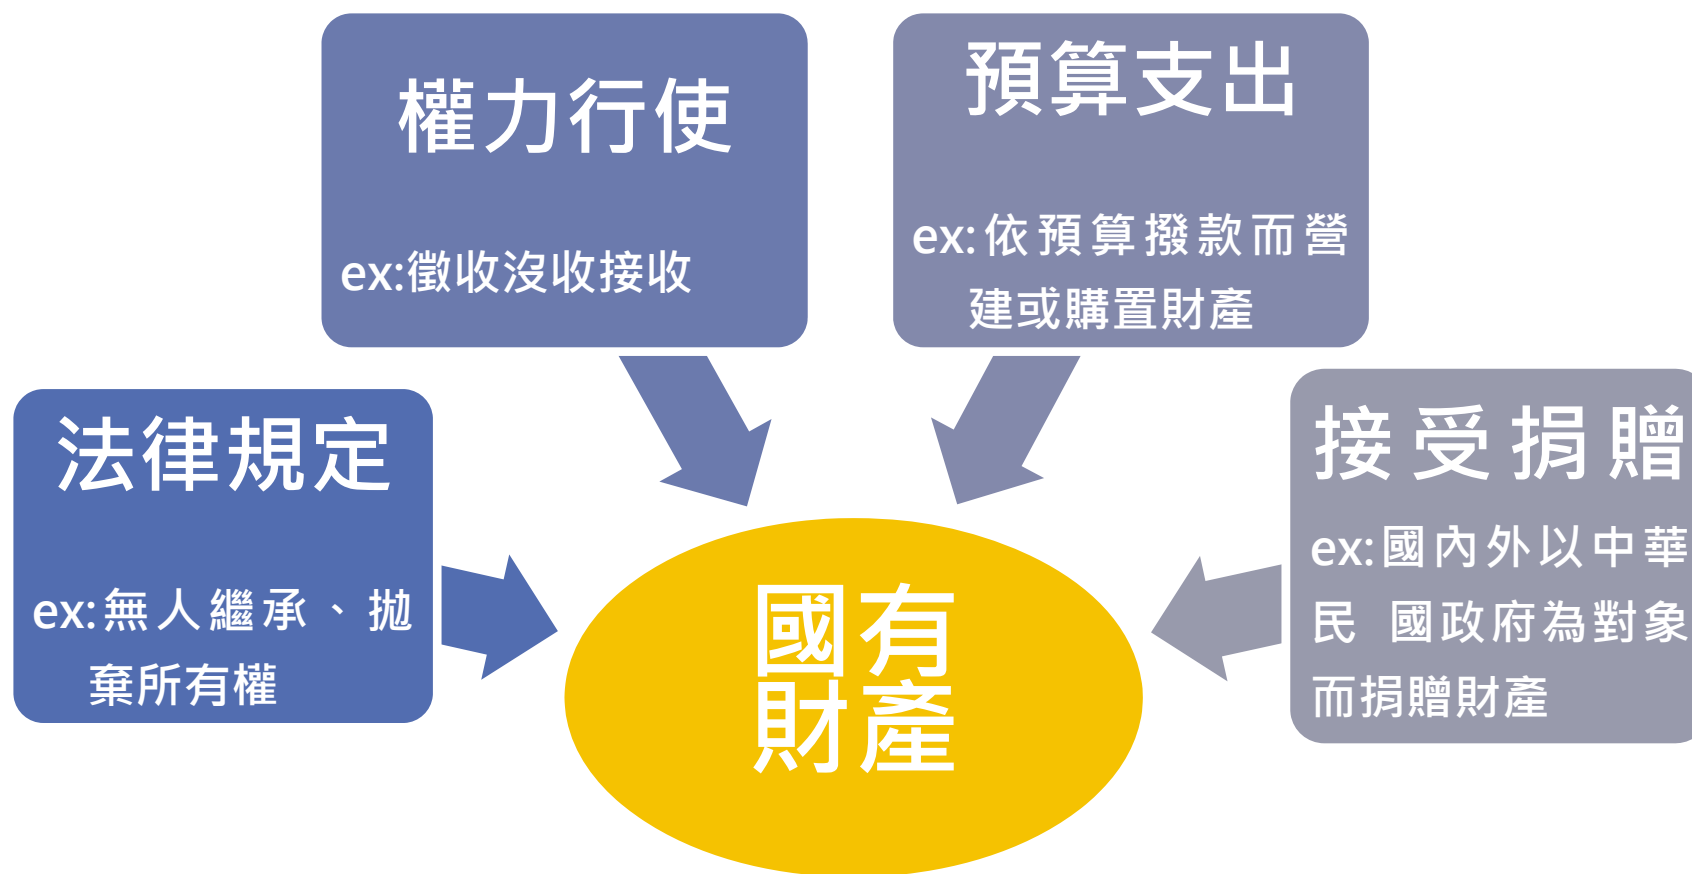 權力行使
ex:徵收沒收接收
預算支出
ex:依預算撥款而營
建或購置財產
法律規定
ex:無人繼承、拋
棄所有權
接受捐贈
ex:國內外以中華
民 國政府為對象
而捐贈財產
國有
財產